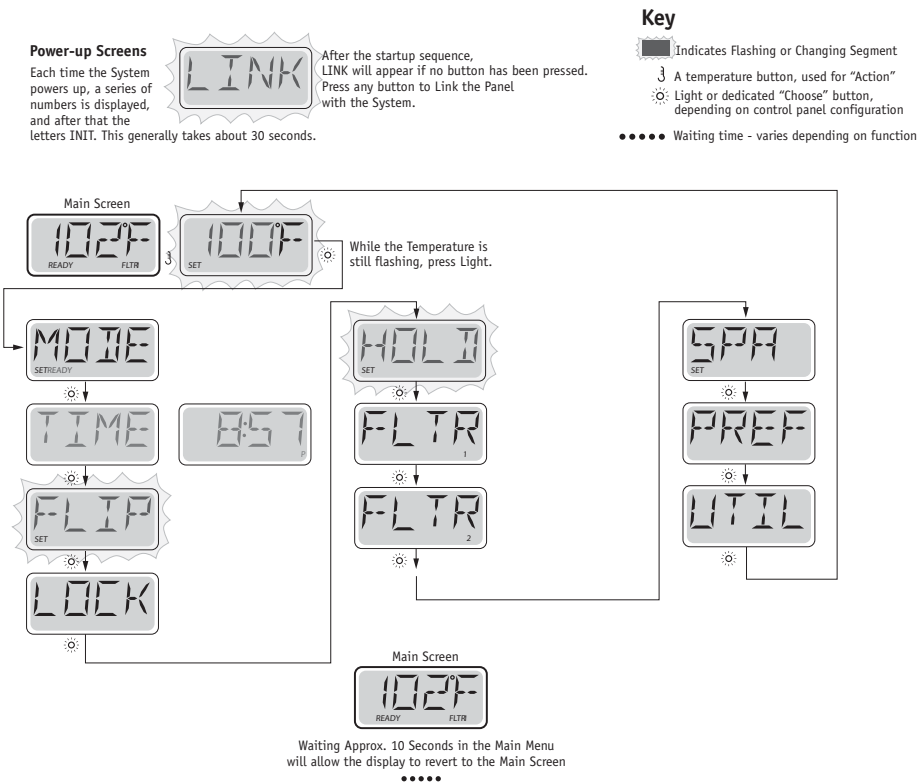 Key
Power-up Screens
Each time the System
powers up, a series of
numbers is displayed,
and after that the
letters INIT. This generally takes about 30 seconds.
LINK
After the startup sequence,
LINK will appear if no button has been pressed.
Press any button to Link the Panel
with the System.
Indicates Flashing or Changing Segment
A temperature button, used for “Action”
Light or dedicated “Choose” button,
depending on control panel configuration
Waiting time - varies depending on function
Main Screen
102°F
READY FLTR1
100°F
SET
While the Temperature is
still flashing, press Light.
MODE
SET READY
TIME
8:57
P
FLIP
SET
LOCK
HOLD
SET
FLTR
1
FLTR
2
SPA
SET
PREF
UTIL
Main Screen
102°F
READY FLTR1
Waiting Approx. 10 Seconds in the Main Menu
will allow the display to revert to the Main Screen